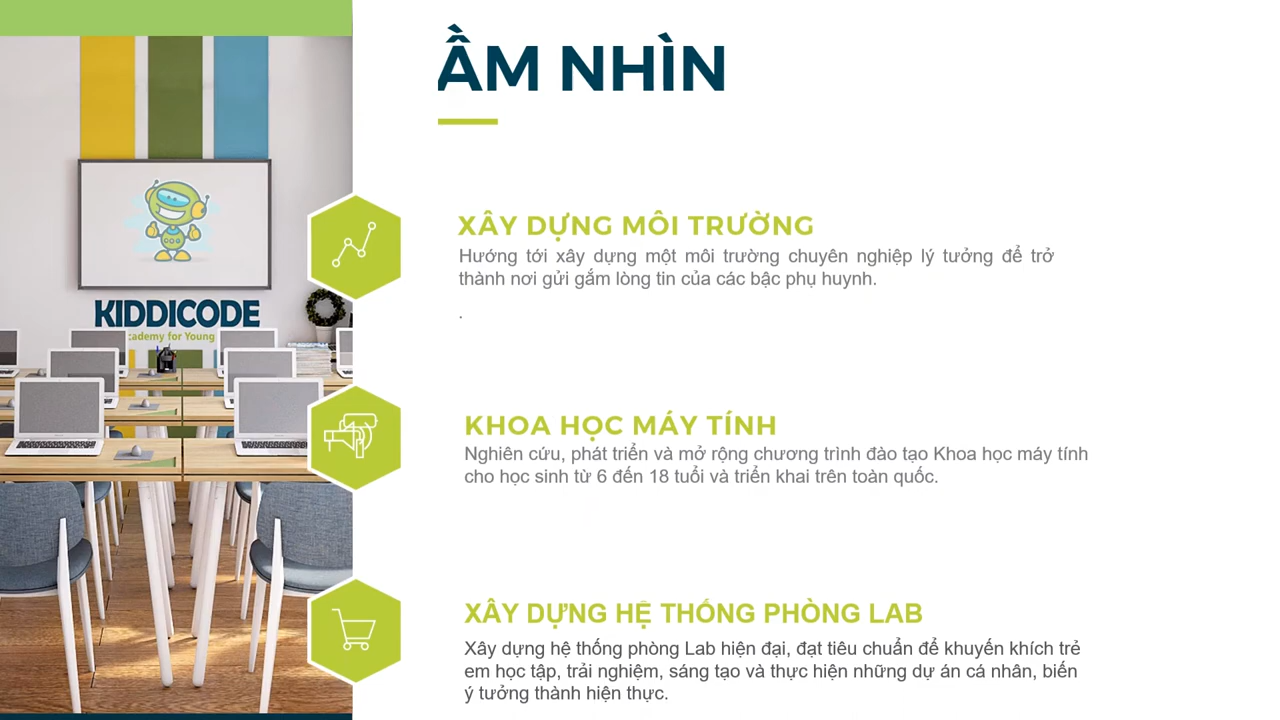 ẦM NHÌN
XÂY DỰNG MÔI TRƯỜNG
Hướng tới xây dựng một môi trường chuyên nghiệp lý tưởng để trở
thành nơi gửi gắm lòng tin của các bậc phụ huynh.
.
KIDDICODE
cademy for Young
KHOA HỌC MÁY TÍNH
Nghiên cứu, phát triển và mở rộng chương trình đào tạo Khoa học máy tính
cho học sinh từ 6 đến 18 tuổi và triển khai trên toàn quốc.
XÂY DỰNG HỆ THỐNG PHÒNG LAB
Xây dựng hệ thống phòng Lab hiện đại, đạt tiêu chuẩn để khuyến khích trẻ
em học tập, trải nghiệm, sáng tạo và thực hiện những dự án cá nhân, biến
ý tưởng thành hiện thực.